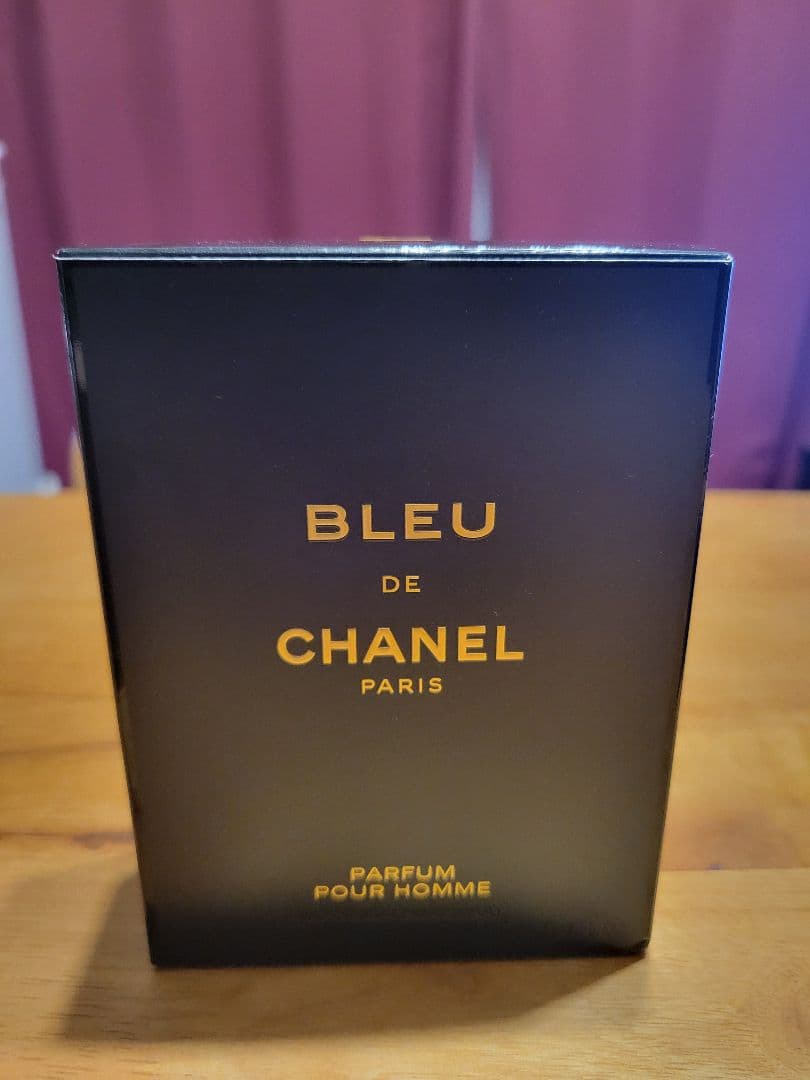 BLEU
DE
CHANEL
PARIS
PARFUM
POUR HOMME